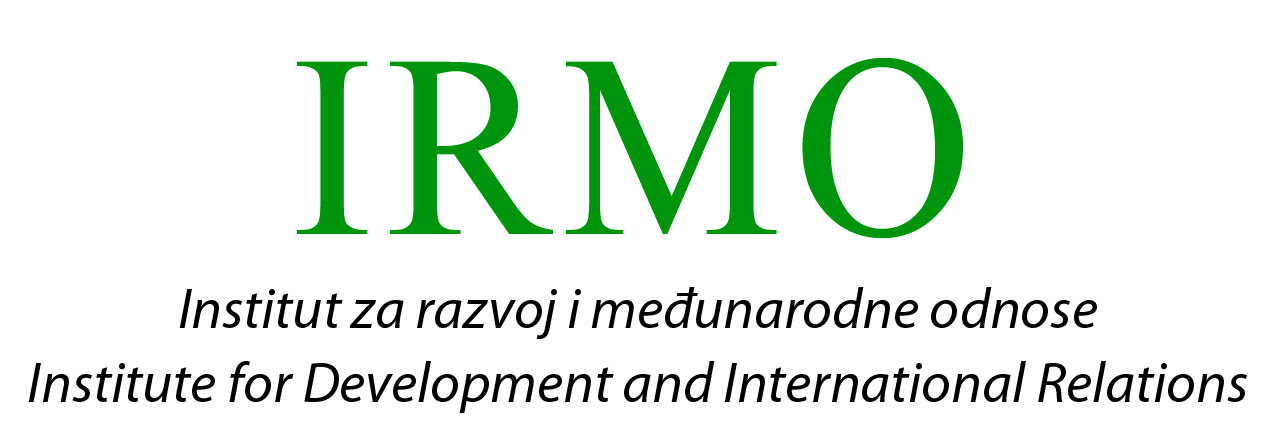 IRMO
Institut za razvoj i međunarodne odnose
Institute for Development and International Relations